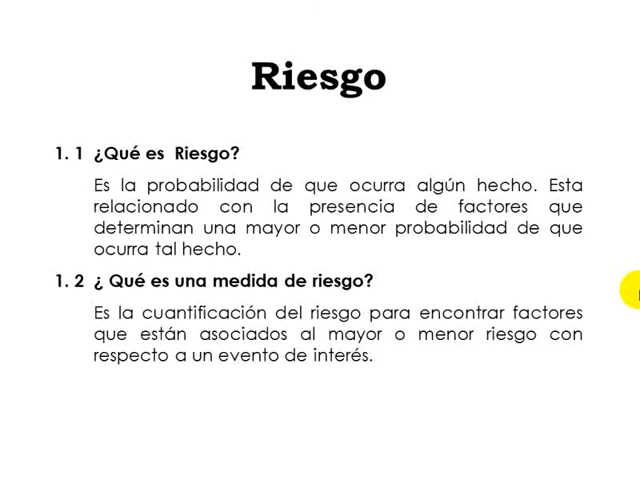 Riesgo
1. 1 ¿Qué es Riesgo?
Es la probabilidad de que ocurra algún hecho. Esta
relacionado con la presencia de factores que
determinan una mayor o menor probabilidad de que
ocurra tal hecho.
1. 2 ¿ Qué es una medida de riesgo?
Es la cuantificación del riesgo para encontrar factores
que están asociados al mayor o menor riesgo con
respecto a un evento de interés.